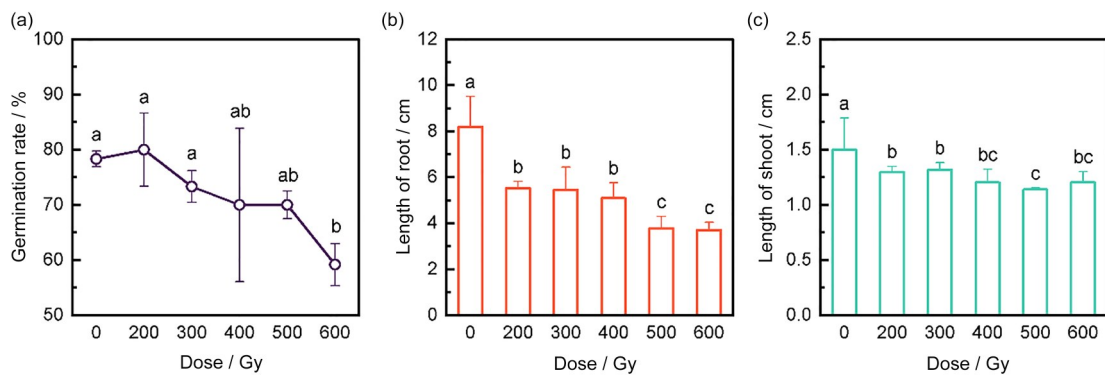 (a)
100
90
80
70
60
50
Germination rate / %
a
a
a
ab
ab
b
0 200 300 400 500 600
Dose / Gy
(b)
12
10
8
6
4
2
0
Length of root / cm
a
b
b
b
c
c
0 200 300 400 500 600
Dose / Gy
(c)
2.5
2.0
1.5
1.0
0.5
0.0
Length of shoot / cm
a
b
b
bc
c
bc
0 200 300 400 500 600
Dose / Gy